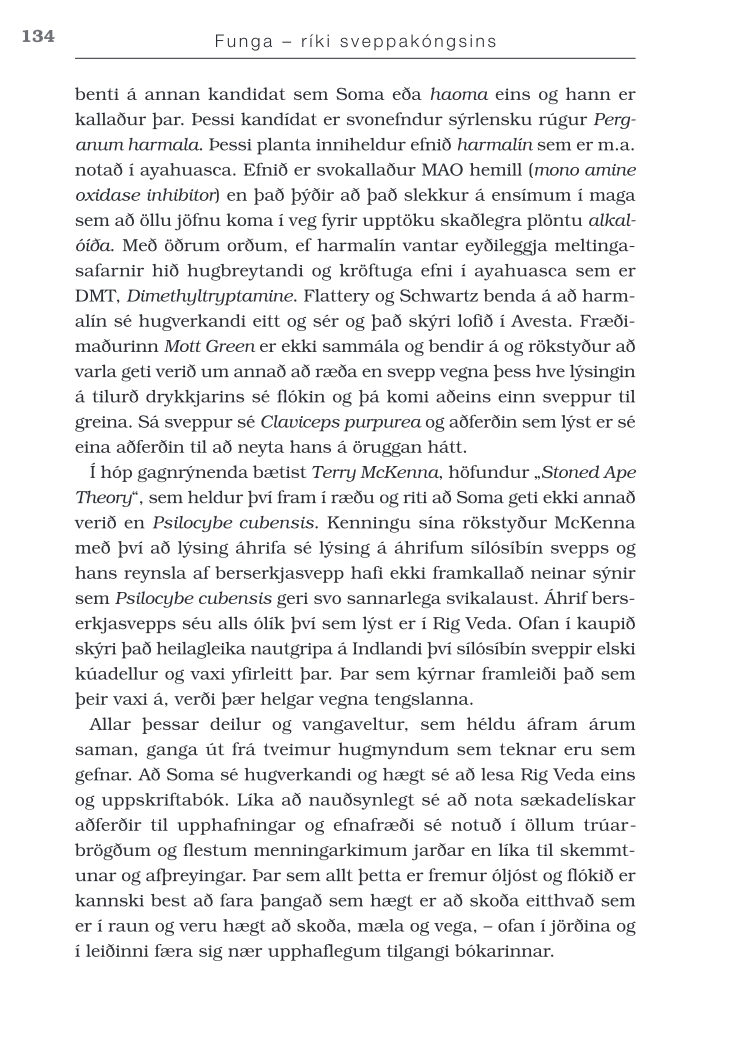 134
Funga – ríki sveppakóngsins
benti á annan kandidat sem Soma eða haoma eins og hann er
kallaður þar. Þessi kandídat er svonefndur sýrlensku rúgur Perg-
anum harmala. Þessi planta inniheldur efnið harmalín sem er m.a.
notað í ayahuasca. Efnið er svokallaður MAO hemill (mono amine
oxidase inhibitor) en það þýðir að það slekkur á ensímum í maga
sem að öllu jöfnu koma í veg fyrir upptöku skaðlegra plöntu alkal-
óíða. Með öðrum orðum, ef harmalín vantar eyðileggja meltinga-
safarnir hið hugbreytandi og kröftuga efni í ayahuasca sem er
DMT, Dimethyltryptamine. Flattery og Schwartz benda á að harm-
alín sé hugverkandi eitt og sér og það skýri lofið í Avesta. Fræði-
maðurinn Mott Green er ekki sammála og bendir á og rökstyður að
varla geti verið um annað að ræða en svepp vegna þess hve lýsingin
á tilurð drykkjarins sé flókin og þá komi aðeins einn sveppur til
greina. Sá sveppur sé Claviceps purpurea og aðferðin sem lýst er sé
eina aðferðin til að neyta hans á öruggan hátt.
Í hóp gagnrýnenda bætist Terry McKenna, höfundur „Stoned Ape
Theory“, sem heldur því fram í ræðu og riti að Soma geti ekki annað
verið en Psilocybe cubensis. Kenningu sína rökstyður McKenna
með því að lýsing áhrifa sé lýsing á áhrifum sílósíbín svepps og
hans reynsla af berserkjasvepp hafi ekki framkallað neinar sýnir
sem Psilocybe cubensis geri svo sannarlega svikalaust. Áhrif bers-
erkjasvepps séu alls ólík því sem lýst er í Rig Veda. Ofan í kaupið
skýri það heilagleika nautgripa á Indlandi því sílósíbín sveppir elski
kúadellur og vaxi yfirleitt þar. Þar sem kýrnar framleiði það sem
þeir vaxi á, verði þær helgar vegna tengslanna.
Allar þessar deilur og vangaveltur, sem héldu áfram árum
saman, ganga út frá tveimur hugmyndum sem teknar eru sem
gefnar. Að Soma sé hugverkandi og hægt sé að lesa Rig Veda eins
og uppskriftabók. Líka að nauðsynlegt sé að nota sækadelískar
aðferðir til upphafningar og efnafræði sé notuð í öllum trúar-
brögðum og flestum menningarkimum jarðar en líka til skemmt-
unar og afþreyingar. Þar sem allt þetta er fremur óljóst og flókið er
kannski best að fara þangað sem hægt er að skoða eitthvað sem
er í raun og veru hægt að skoða, mæla og vega, – ofan í jörðina og
í leiðinni færa sig nær upphaflegum tilgangi bókarinnar.